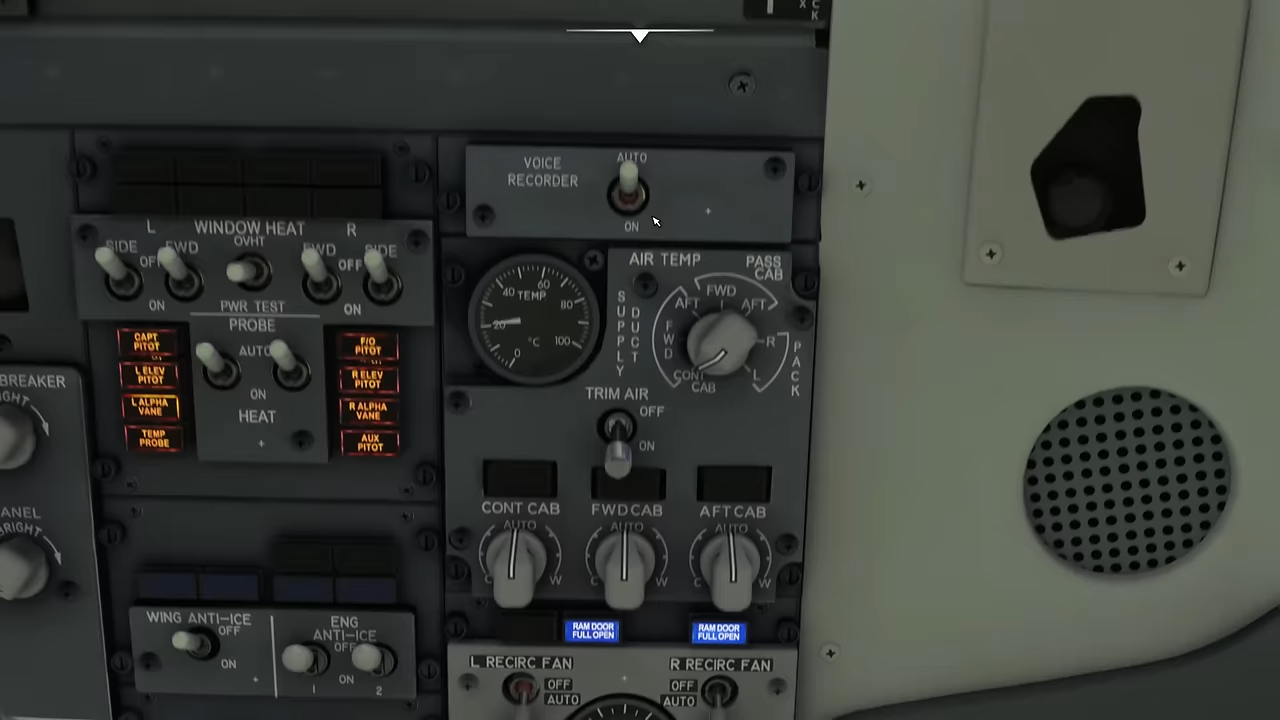 VOICE
RECORDER
AUTO
ON
L WINDOW HEAT R
SIDE FWD OVHT FWD SIDE
OFF OFF
ON PWR TEST ON
PROBE
AUTO
ON
HEAT
CAPT
PITOT
L ELEV
PITOT
L ALPHA
VANE
TEMP
PROBE
F/O
PITOT
R ELEV
PITOT
R ALPHA
VANE
AUX
PITOT
TEMP
°C
0
20
40
60
80
100
AIR TEMP
PASS
CAB
SUPPLY
DUCT
AFT FWD AFT
FWD
R
L
PACK
CONT
CAB
TRIM AIR
OFF
ON
CONT CAB FWD CAB AFT CAB
AUTO AUTO AUTO
C W C W C W
RAM DOOR
FULL OPEN
RAM DOOR
FULL OPEN
L RECIRC FAN R RECIRC FAN
OFF OFF
AUTO AUTO
BREAKER
WING ANTI-ICE
OFF
ON
ENG
ANTI-ICE
OFF
ON
1 2